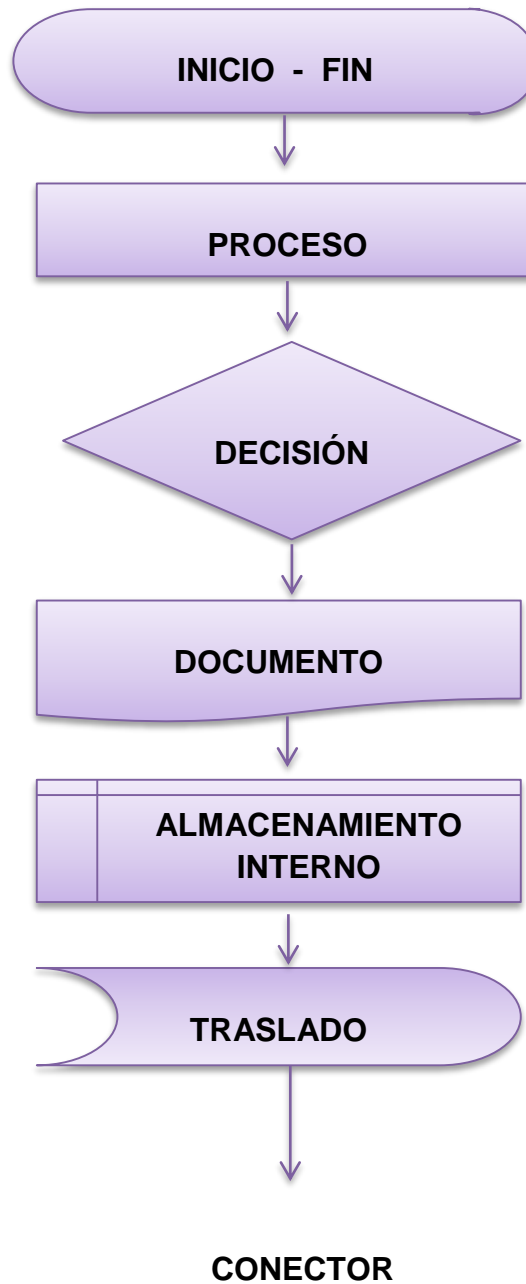 INICIO - FIN
PROCESO
DECISIÓN
DOCUMENTO
ALMACENAMIENTO
INTERNO
TRASLADO
CONECTOR